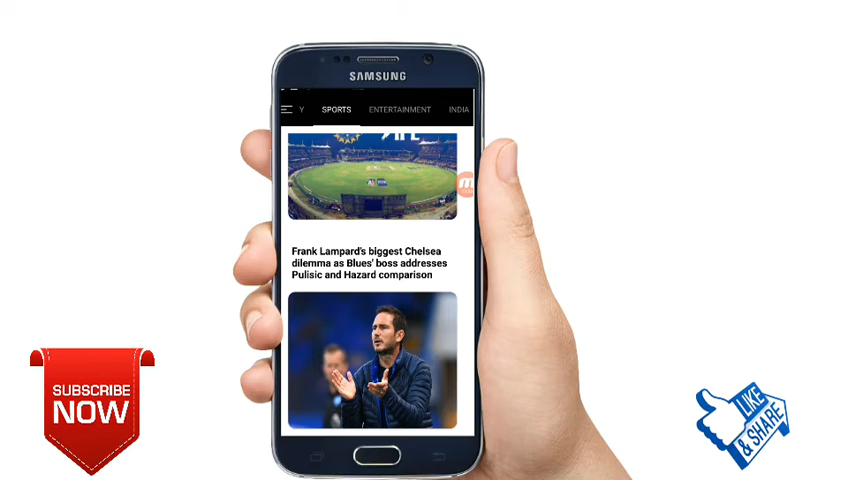 SAMSUNG
Y SPORTS ENTERTAINMENT INDIA
Frank Lampard's biggest Chelsea
dilemma as Blues' boss addresses
Pulisic and Hazard comparison
SUBSCRIBE
NOW
LIKE
& SHARE